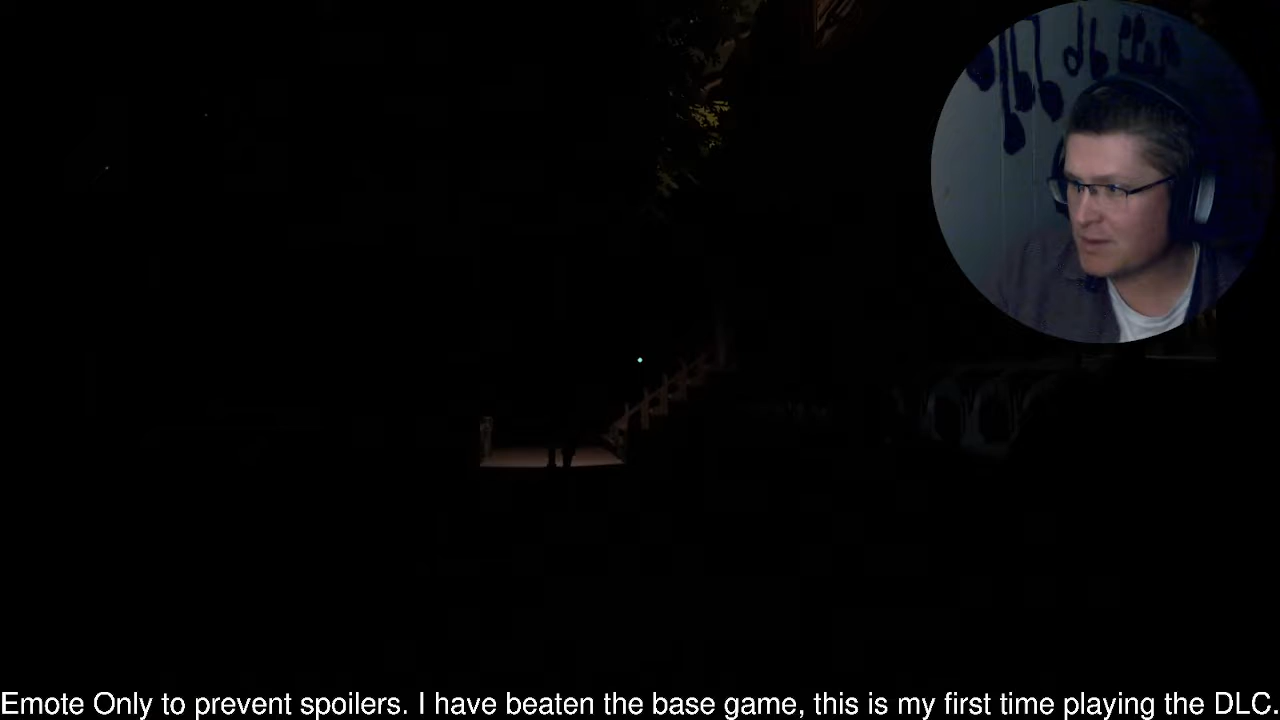 Emote Only to prevent spoilers. I have beaten the base game, this is my first time playing the DLC.